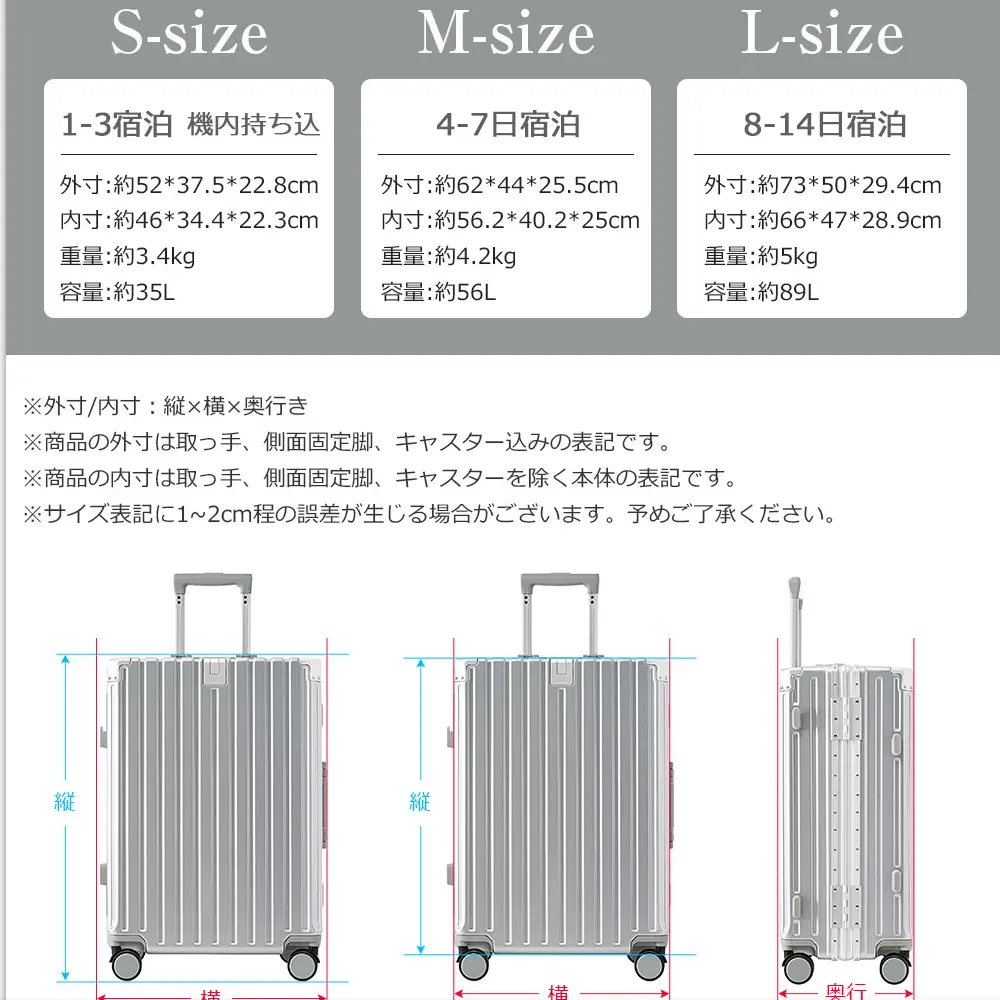 S-size
1-3宿泊 機内持ち込
外寸:約52*37.5*22.8cm
内寸:約46*34.4*22.3cm
重量:約3.4kg
容量:約35L
M-size
4-7日宿泊
外寸:約62*44*25.5cm
内寸:約56.2*40.2*25cm
重量:約4.2kg
容量:約56L
L-size
8-14日宿泊
外寸:約73*50*29.4cm
内寸:約66*47*28.9cm
重量:約5kg
容量:約89L
※外寸/内寸：縦×横×奥行き
※商品の外寸は取っ手、側面固定脚、キャスター込みの表記です。
※商品の内寸は取っ手、側面固定脚、キャスターを除く本体の表記です。
※サイズ表記に1~2cm程の誤差が生じる場合がございます。予めご了承ください。
縦
縦
横
横
奥行